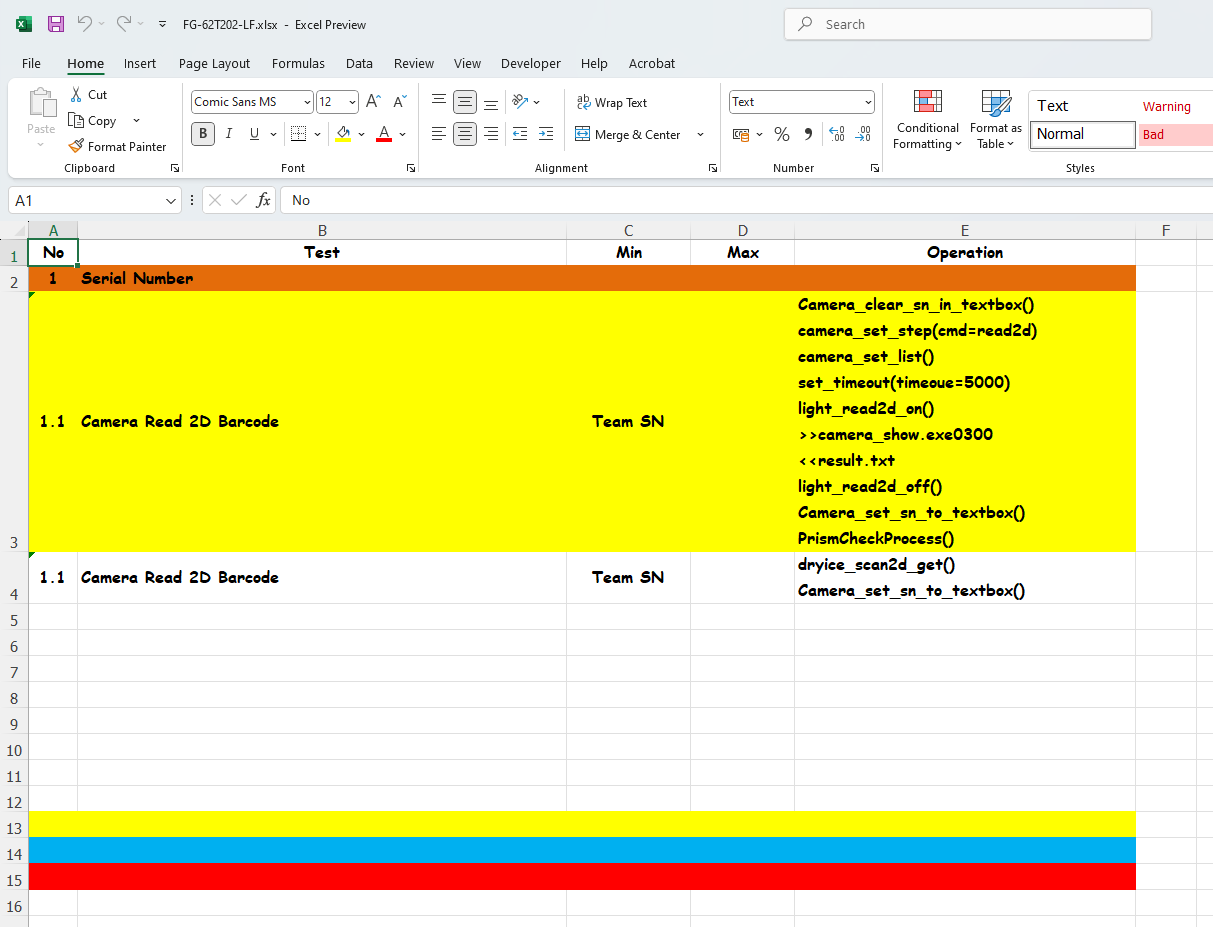 FG-62T202-LF.xlsx - Excel Preview
Search
File Home Insert Page Layout Formulas Data Review View Developer Help Acrobat
Paste
Cut
Copy
Format Painter
Clipboard
Comic Sans MS 12
B I U
Font
Wrap Text
Merge & Center
Alignment
Text
Number
Conditional Formatting
Format as Table
Text Warning
Normal Bad
Styles
A1 fx No
A B C D E F
1 No Test Min Max Operation
2 1 Serial Number
3 1.1 Camera Read 2D Barcode Team SN
Camera_clear_sn_in_textbox()
camera_set_step(cmd=read2d)
camera_set_list()
set_timeout(timeoue=5000)
light_read2d_on()
>>camera_show.exe0300
<<result.txt
light_read2d_off()
Camera_set_sn_to_textbox()
PrismCheckProcess()
4 1.1 Camera Read 2D Barcode Team SN
dryice_scan2d_get()
Camera_set_sn_to_textbox()
5
6
7
8
9
10
11
12
13
14
15
16